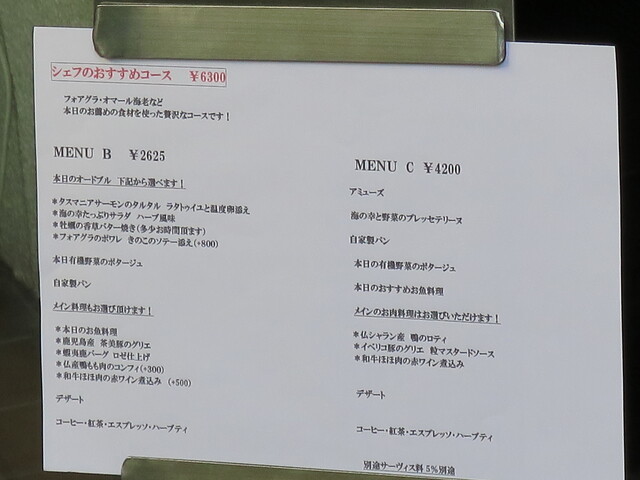 シェフのおすすめコース ￥6300
フォアグラ・オマール海老など
本日のお薦めの食材を使った贅沢なコースです！
MENU B ￥2625
本日のオードブル 下記から選べます！
＊タスマニアサーモンのタルタル ラタトゥイユと温度卵添え
＊海の幸たっぷりサラダ ハーブ風味
＊牡蠣の香草バター焼き(多少お時間頂ます)
＊フォアグラのポワレ きのこのソテー添え(+800)
本日有機野菜のポタージュ
自家製パン
メイン料理もお選び頂けます！
＊本日のお魚料理
＊鹿児島産 茶美豚のグリエ
＊蝦夷鹿バーグ ロゼ仕上げ
＊仏産鴨もも肉のコンフィ(+300)
＊和牛ほほ肉の赤ワイン煮込み (+500)
デザート
コーヒー・紅茶・エスプレッソ・ハーブティ
MENU C ￥4200
アミューズ
海の幸と野菜のプレッセテリーヌ
自家製パン
本日の有機野菜のポタージュ
本日のおすすめお魚料理
メインのお肉料理はお選びいただけます！
＊仏シャラン産 鴨のロティ
＊イベリコ豚のグリエ 粒マスタードソース
＊和牛ほほ肉の赤ワイン煮込み
デザート
コーヒー・紅茶・エスプレッソ・ハーブティ
別途サーヴィス料5%別途